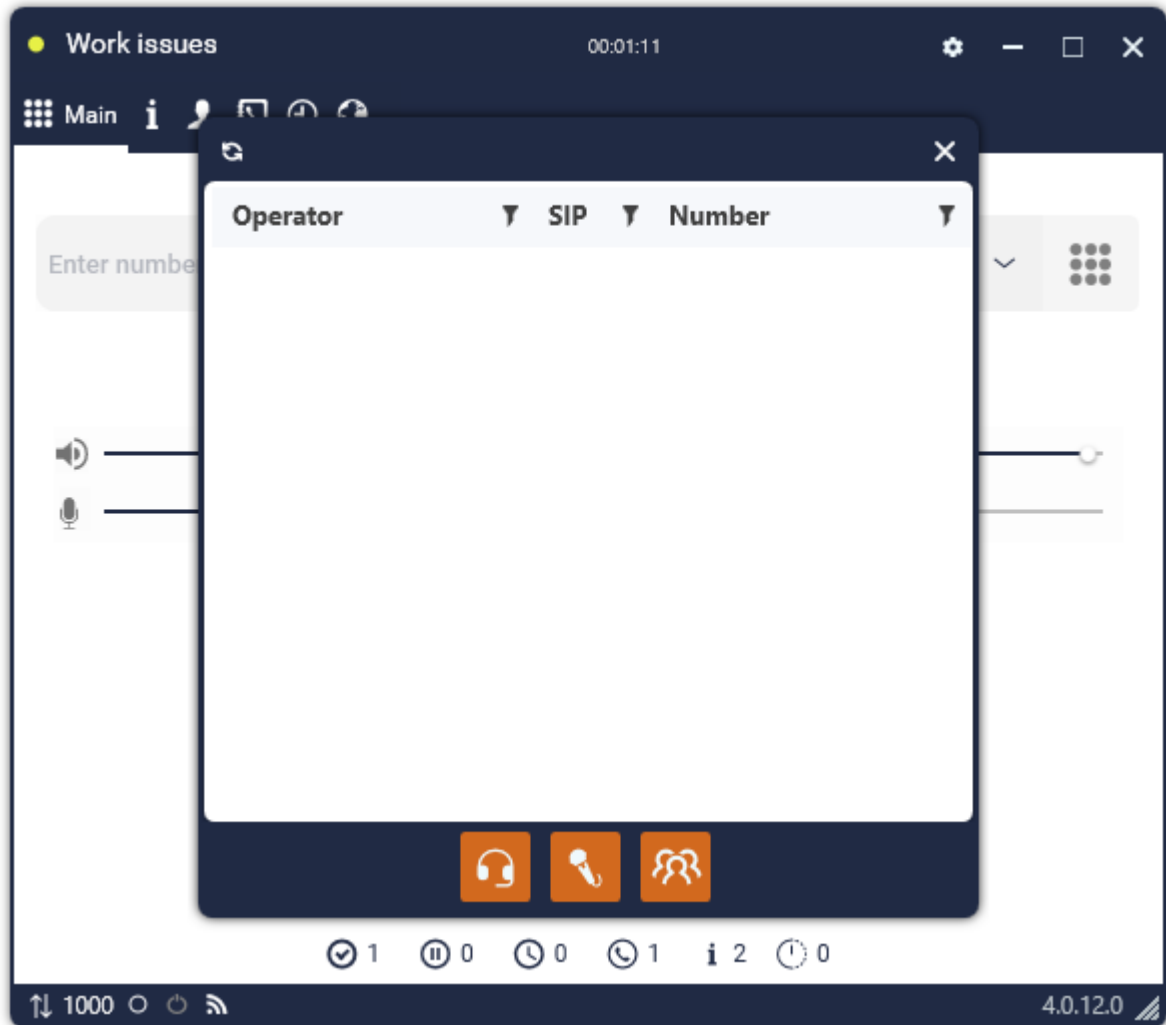 Work issues 00:01:11
Main
Operator SIP Number
Enter numbe
1 0 0 1 2 0
1000 4.0.12.0